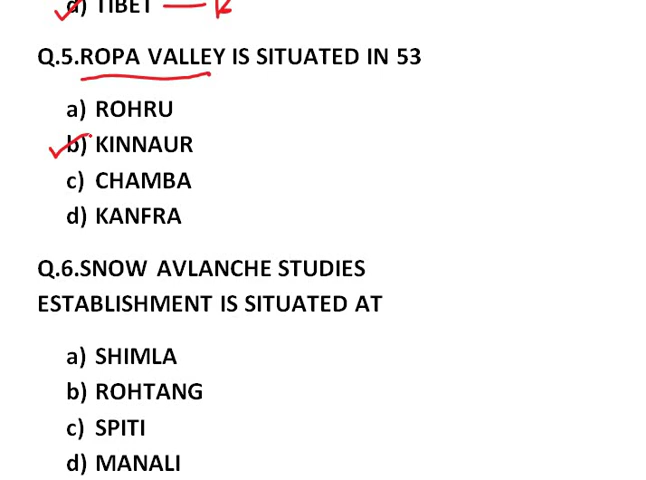 d) TIBET
Q.5.ROPA VALLEY IS SITUATED IN 53
a) ROHRU
b) KINNAUR
c) CHAMBA
d) KANFRA
Q.6.SNOW AVLANCHE STUDIES
ESTABLISHMENT IS SITUATED AT
a) SHIMLA
b) ROHTANG
c) SPITI
d) MANALI